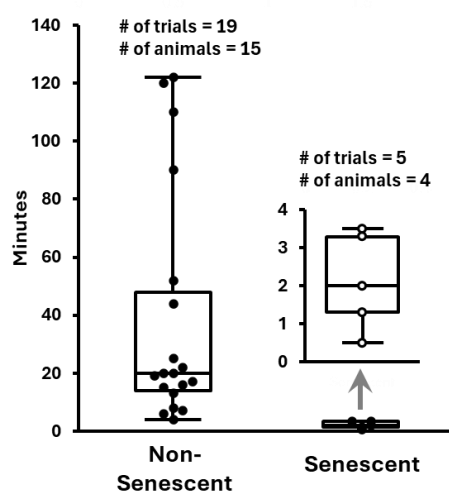 # of trials = 19
# of animals = 15
140
120
100
80
60
40
20
0
Minutes
# of trials = 5
# of animals = 4
4
3
2
1
0
Non-
Senescent
Senescent